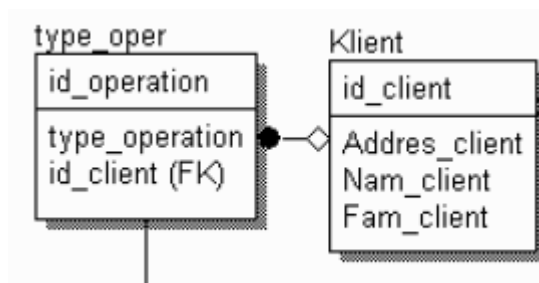 type_oper
id_operation
type_operation
id_client (FK)
Klient
id_client
Addres_client
Nam_client
Fam_client